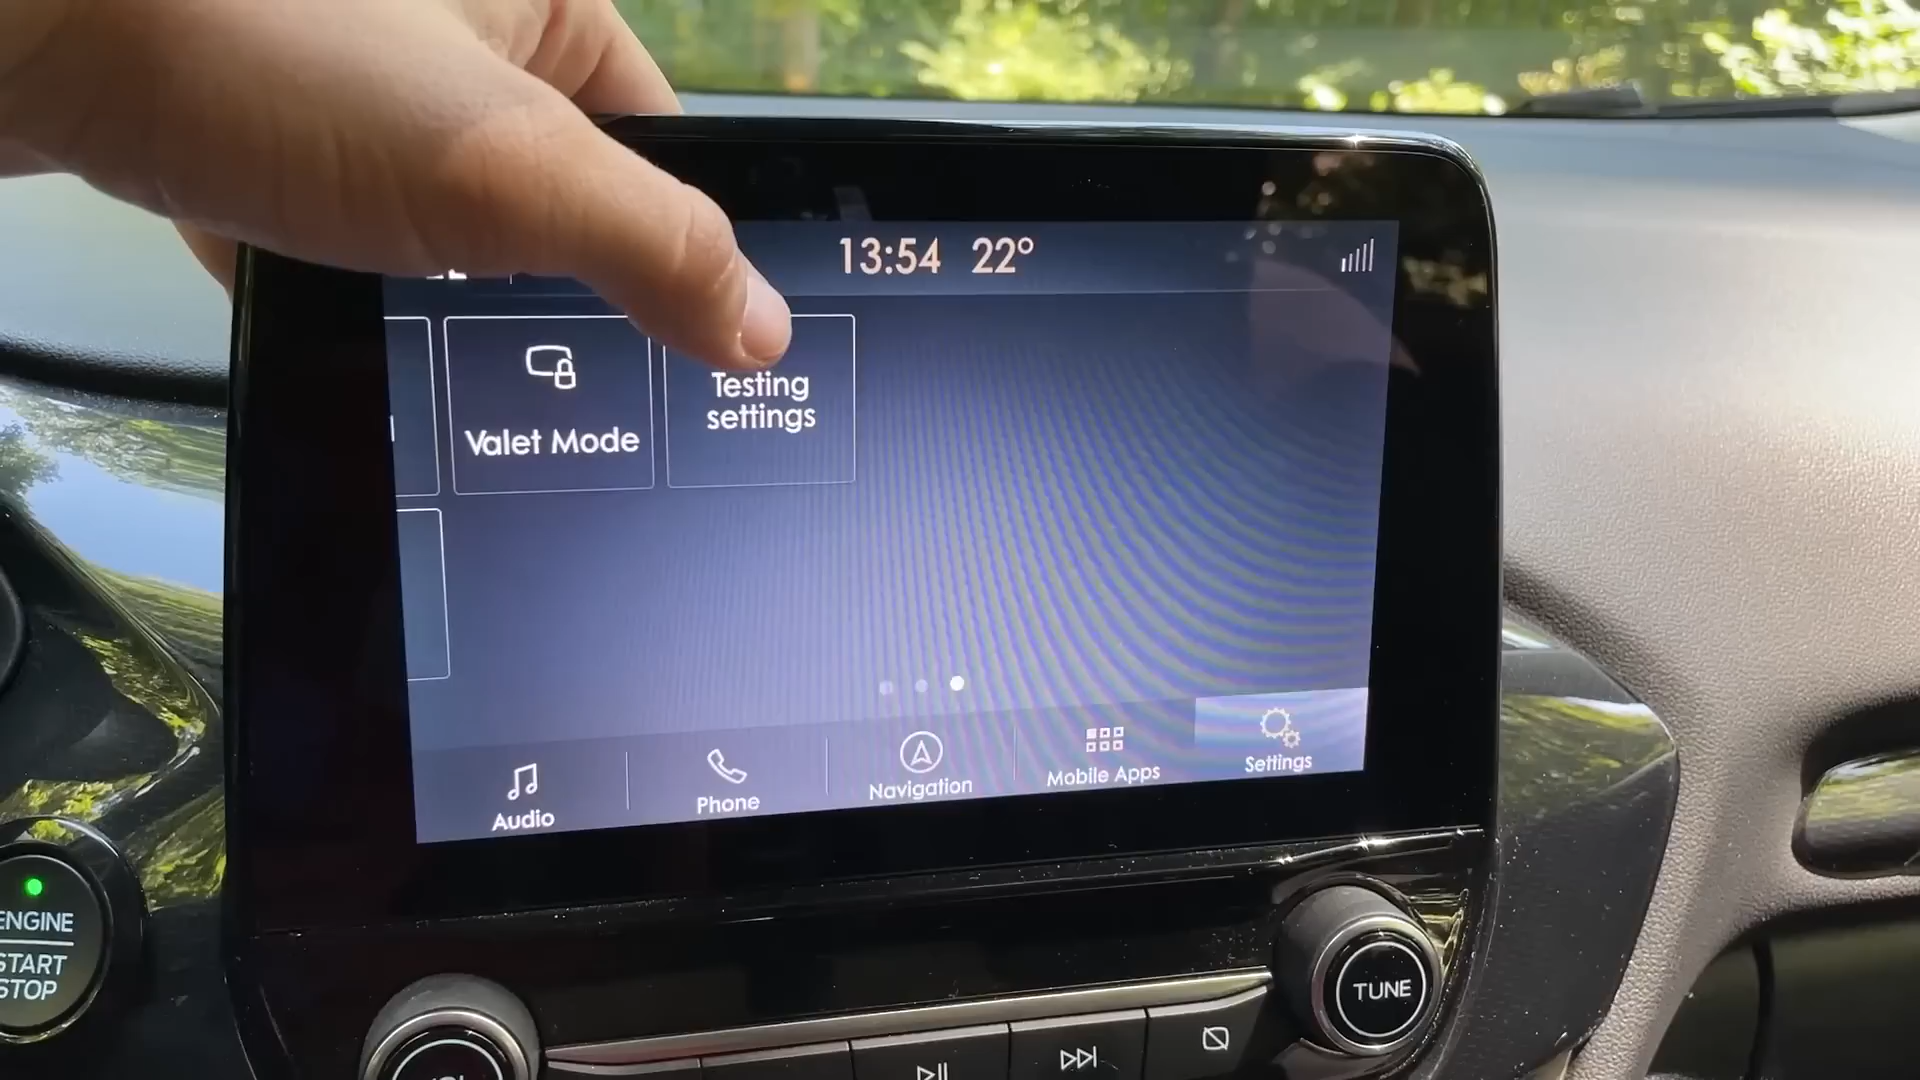 13:54 22°
Valet Mode
Testing
settings
Audio
Phone
Navigation
Mobile Apps
Settings
ENGINE
START
STOP
TUNE